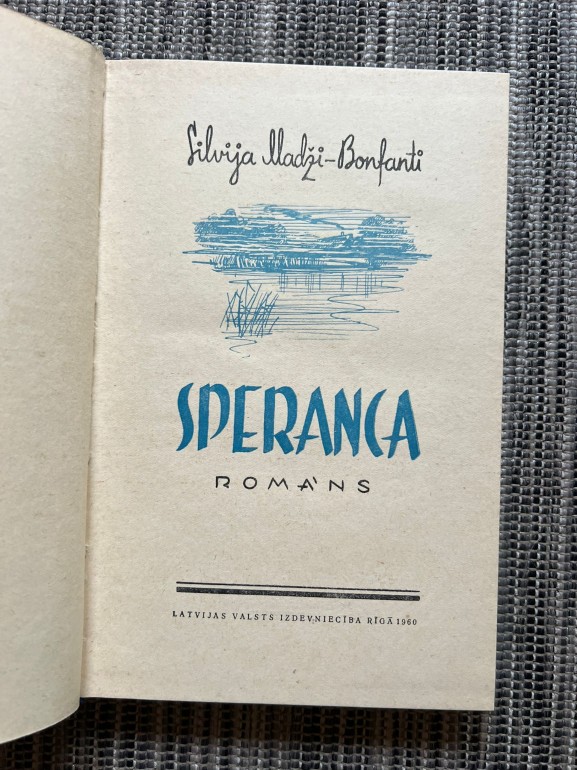 Silvija Madži-Bonfanti
SPERANCA
ROMĀNS
LATVIJAS VALSTS IZDEVNIECĪBA RĪGĀ 1960